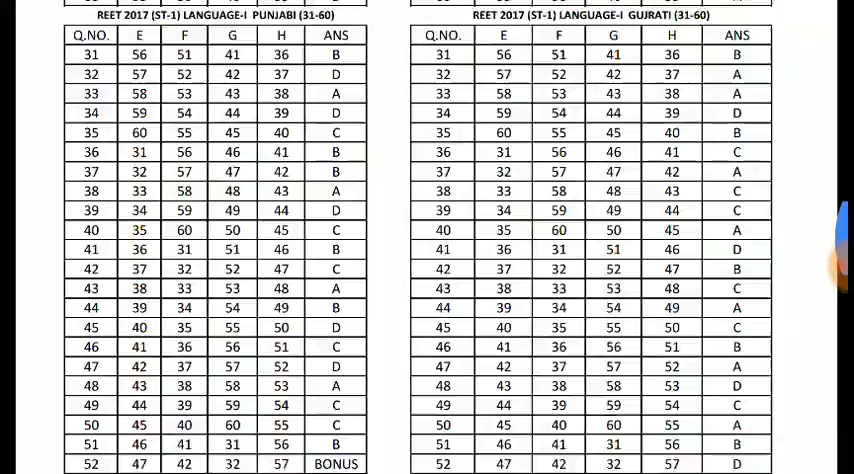 REET 2017 (ST-1) LANGUAGE-I PUNJABI (31-60)
Q.NO. E F G H ANS
31 56 51 41 36 B
32 57 52 42 37 D
33 58 53 43 38 A
34 59 54 44 39 D
35 60 55 45 40 C
36 31 56 46 41 B
37 32 57 47 42 B
38 33 58 48 43 A
39 34 59 49 44 D
40 35 60 50 45 C
41 36 31 51 46 B
42 37 32 52 47 C
43 38 33 53 48 A
44 39 34 54 49 B
45 40 35 55 50 D
46 41 36 56 51 C
47 42 37 57 52 D
48 43 38 58 53 A
49 44 39 59 54 C
50 45 40 60 55 C
51 46 41 31 56 B
52 47 42 32 57 BONUS
REET 2017 (ST-1) LANGUAGE-I GUJRATI (31-60)
Q.NO. E F G H ANS
31 56 51 41 36 B
32 57 52 42 37 A
33 58 53 43 38 A
34 59 54 44 39 D
35 60 55 45 40 B
36 31 56 46 41 C
37 32 57 47 42 A
38 33 58 48 43 C
39 34 59 49 44 C
40 35 60 50 45 A
41 36 31 51 46 D
42 37 32 52 47 B
43 38 33 53 48 C
44 39 34 54 49 A
45 40 35 55 50 C
46 41 36 56 51 B
47 42 37 57 52 A
48 43 38 58 53 D
49 44 39 59 54 C
50 45 40 60 55 A
51 46 41 31 56 B
52 47 42 32 57 D